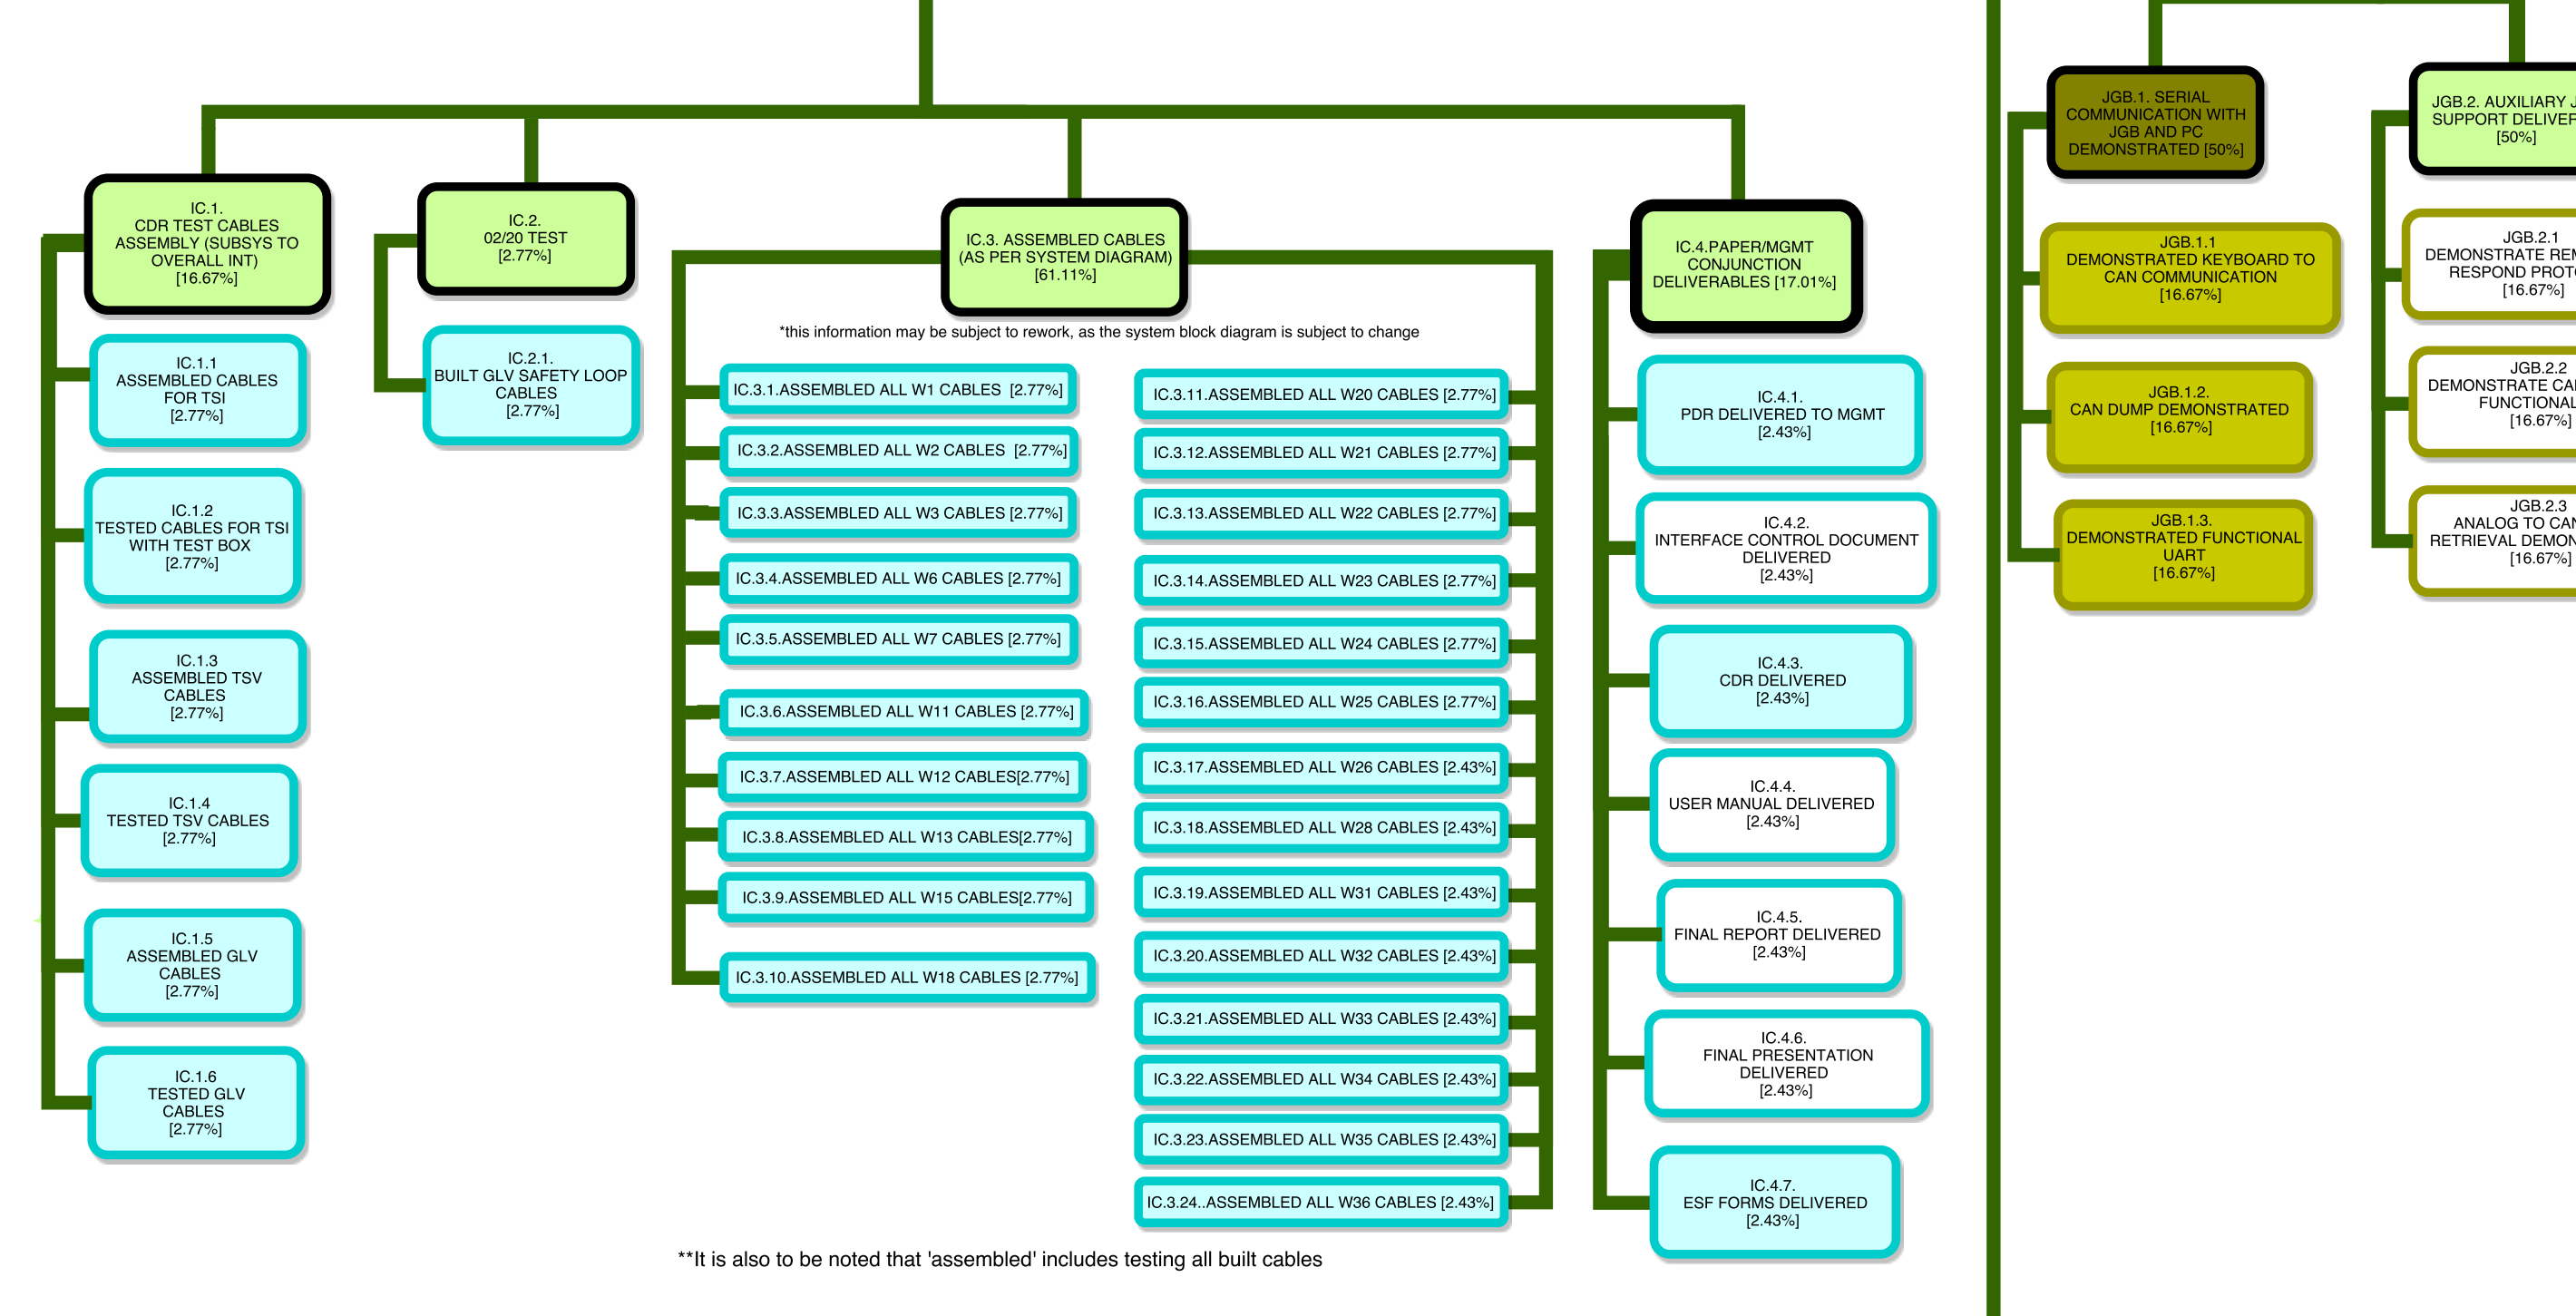 IC.1.
CDR TEST CABLES
ASSEMBLY (SUBSYS TO
OVERALL INT)
[16.67%]
IC.1.1
ASSEMBLED CABLES
FOR TSI
[2.77%]
IC.1.2
TESTED CABLES FOR TSI
WITH TEST BOX
[2.77%]
IC.1.3
ASSEMBLED TSV
CABLES
[2.77%]
IC.1.4
TESTED TSV CABLES
[2.77%]
IC.1.5
ASSEMBLED GLV
CABLES
[2.77%]
IC.1.6
TESTED GLV
CABLES
[2.77%]
IC.2.
02/20 TEST
[2.77%]
IC.2.1.
BUILT GLV SAFETY LOOP
CABLES
[2.77%]
IC.3. ASSEMBLED CABLES
(AS PER SYSTEM DIAGRAM)
[61.11%]
*this information may be subject to rework, as the system block diagram is subject to change
IC.3.1.ASSEMBLED ALL W1 CABLES [2.77%]
IC.3.2.ASSEMBLED ALL W2 CABLES [2.77%]
IC.3.3.ASSEMBLED ALL W3 CABLES [2.77%]
IC.3.4.ASSEMBLED ALL W6 CABLES [2.77%]
IC.3.5.ASSEMBLED ALL W7 CABLES [2.77%]
IC.3.6.ASSEMBLED ALL W11 CABLES [2.77%]
IC.3.7.ASSEMBLED ALL W12 CABLES[2.77%]
IC.3.8.ASSEMBLED ALL W13 CABLES[2.77%]
IC.3.9.ASSEMBLED ALL W15 CABLES[2.77%]
IC.3.10.ASSEMBLED ALL W18 CABLES [2.77%]
IC.3.11.ASSEMBLED ALL W20 CABLES [2.77%]
IC.3.12.ASSEMBLED ALL W21 CABLES [2.77%]
IC.3.13.ASSEMBLED ALL W22 CABLES [2.77%]
IC.3.14.ASSEMBLED ALL W23 CABLES [2.77%]
IC.3.15.ASSEMBLED ALL W24 CABLES [2.77%]
IC.3.16.ASSEMBLED ALL W25 CABLES [2.77%]
IC.3.17.ASSEMBLED ALL W26 CABLES [2.43%]
IC.3.18.ASSEMBLED ALL W28 CABLES [2.43%]
IC.3.19.ASSEMBLED ALL W31 CABLES [2.43%]
IC.3.20.ASSEMBLED ALL W32 CABLES [2.43%]
IC.3.21.ASSEMBLED ALL W33 CABLES [2.43%]
IC.3.22.ASSEMBLED ALL W34 CABLES [2.43%]
IC.3.23.ASSEMBLED ALL W35 CABLES [2.43%]
IC.3.24..ASSEMBLED ALL W36 CABLES [2.43%]
**It is also to be noted that 'assembled' includes testing all built cables
IC.4.PAPER/MGMT
CONJUNCTION
DELIVERABLES [17.01%]
IC.4.1.
PDR DELIVERED TO MGMT
[2.43%]
IC.4.2.
INTERFACE CONTROL DOCUMENT
DELIVERED
[2.43%]
IC.4.3.
CDR DELIVERED
[2.43%]
IC.4.4.
USER MANUAL DELIVERED
[2.43%]
IC.4.5.
FINAL REPORT DELIVERED
[2.43%]
IC.4.6.
FINAL PRESENTATION
DELIVERED
[2.43%]
IC.4.7.
ESF FORMS DELIVERED
[2.43%]
JGB.1. SERIAL
COMMUNICATION WITH
JGB AND PC
DEMONSTRATED [50%]
JGB.1.1
DEMONSTRATED KEYBOARD TO
CAN COMMUNICATION
[16.67%]
JGB.1.2.
CAN DUMP DEMONSTRATED
[16.67%]
JGB.1.3.
DEMONSTRATED FUNCTIONAL
UART
[16.67%]
JGB.2. AUXILIARY
SUPPORT
[50%]
JGB.2.1
DEMONSTRATE
RESPOND
[16.67%]
JGB.2.2
DEMONSTRATE
[16.67%]
JGB.2.3
ANALOG TO
RETRIEVAL
[16.67%]